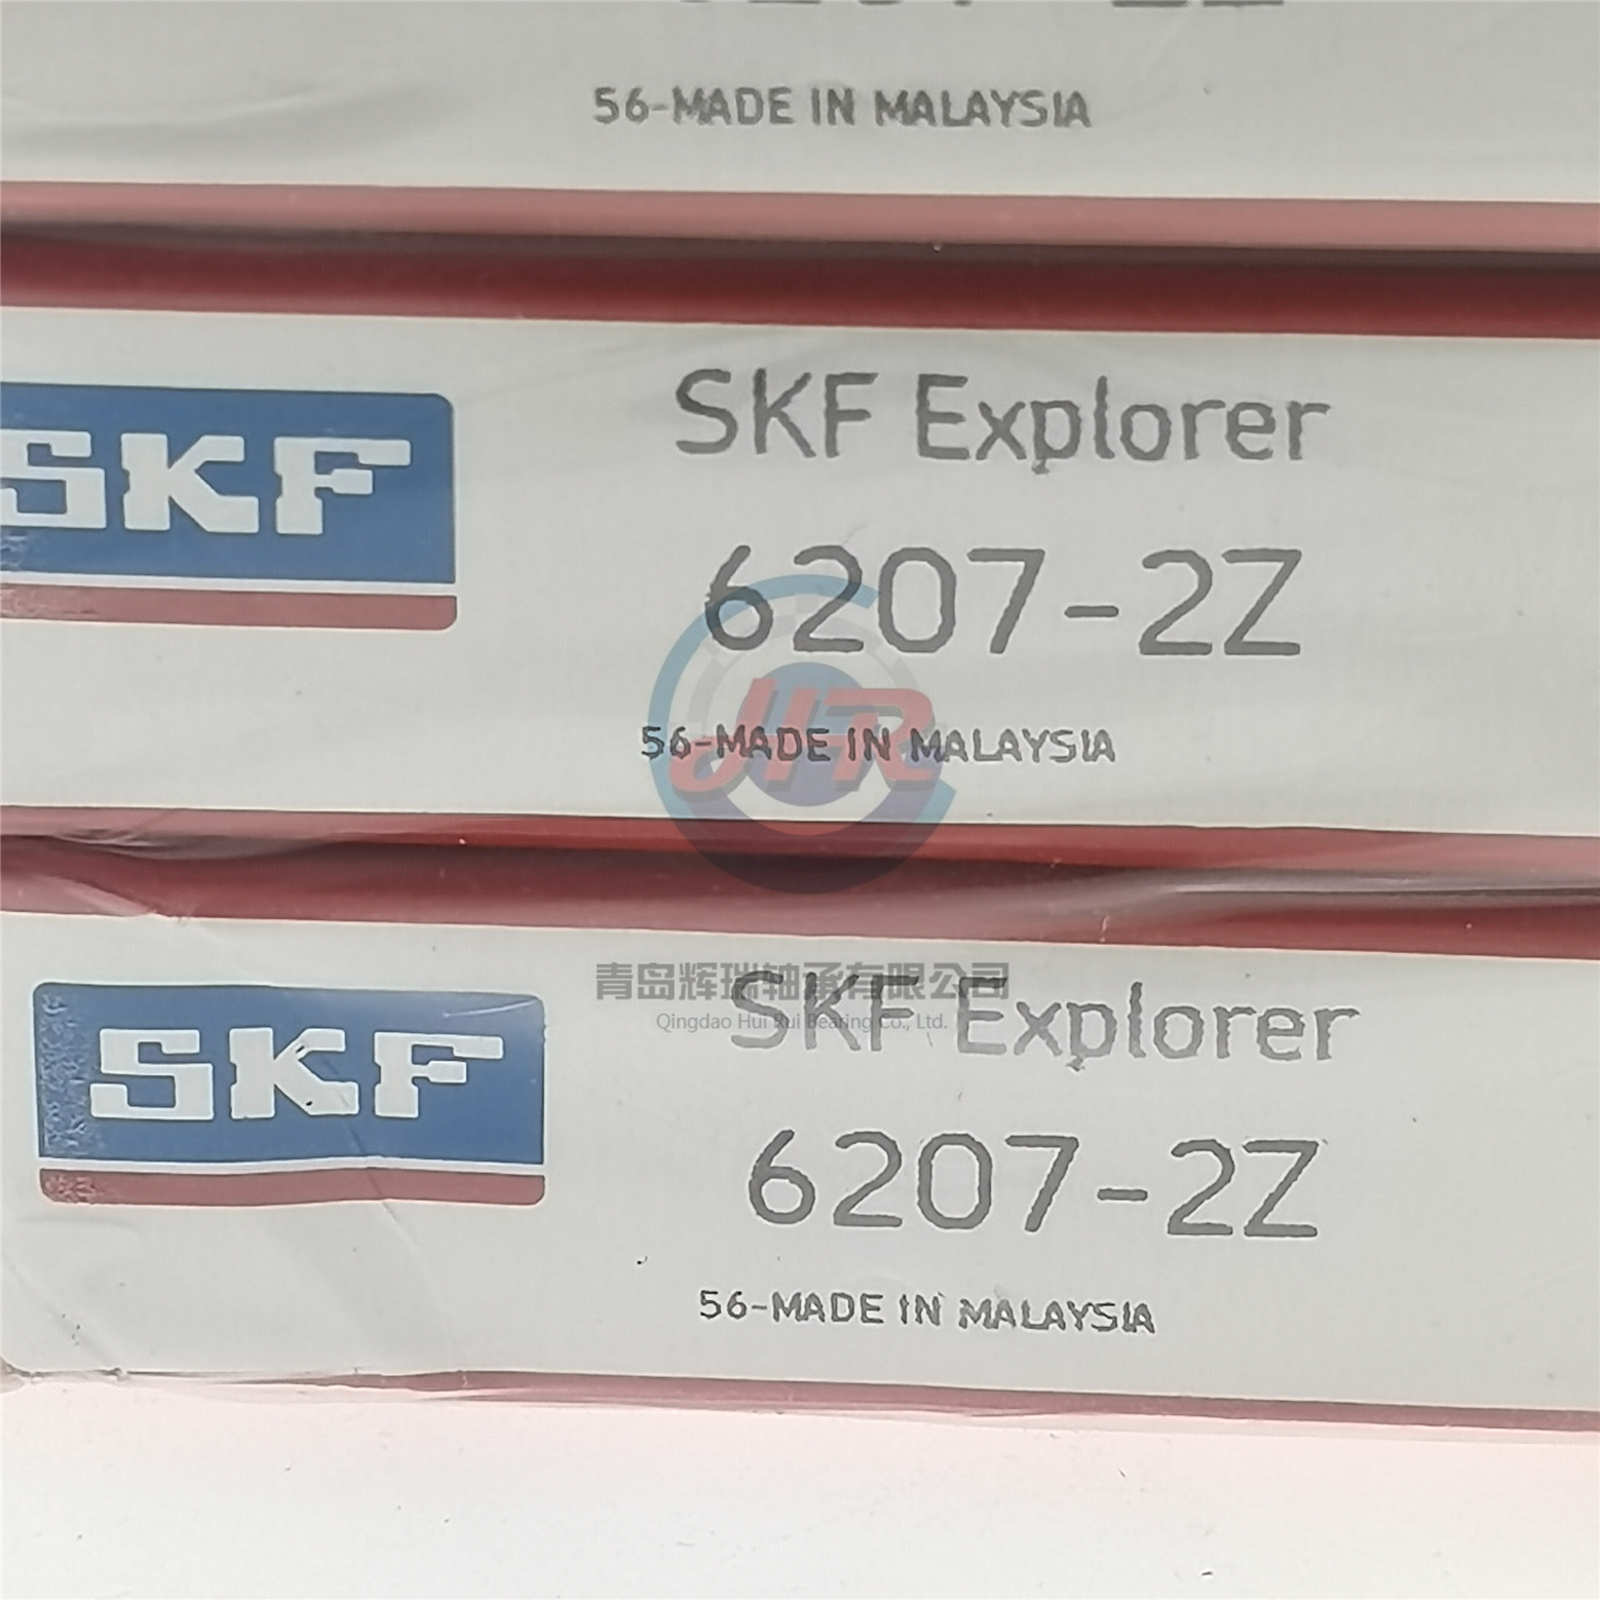 56-MADE IN MALAYSIA
SKF
SKF Explorer
6207-2Z
JHR
56-MADE IN MALAYSIA
青岛辉瑞轴承有限公司
Qingdao Hui Rui Bearing Co., Ltd.
SKF
SKF Explorer
6207-2Z
56-MADE IN MALAYSIA